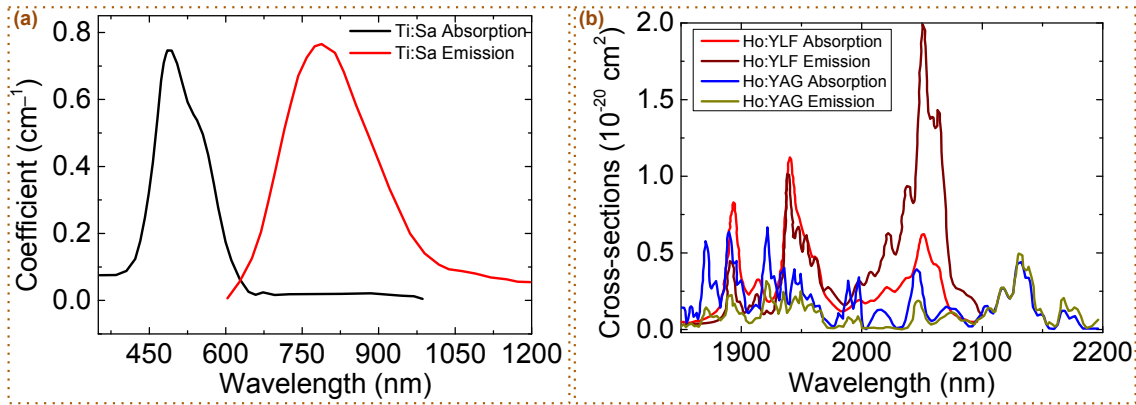 (a)
Ti:Sa Absorption
Ti:Sa Emission
0.8
0.6
0.4
0.2
0.0
Coefficient (cm⁻¹)
450 600 750 900 1050 1200
Wavelength (nm)
(b)
Ho:YLF Absorption
Ho:YLF Emission
Ho:YAG Absorption
Ho:YAG Emission
2.0
1.5
1.0
0.5
0.0
Cross-sections (10⁻²⁰ cm²)
1900 2000 2100 2200
Wavelength (nm)